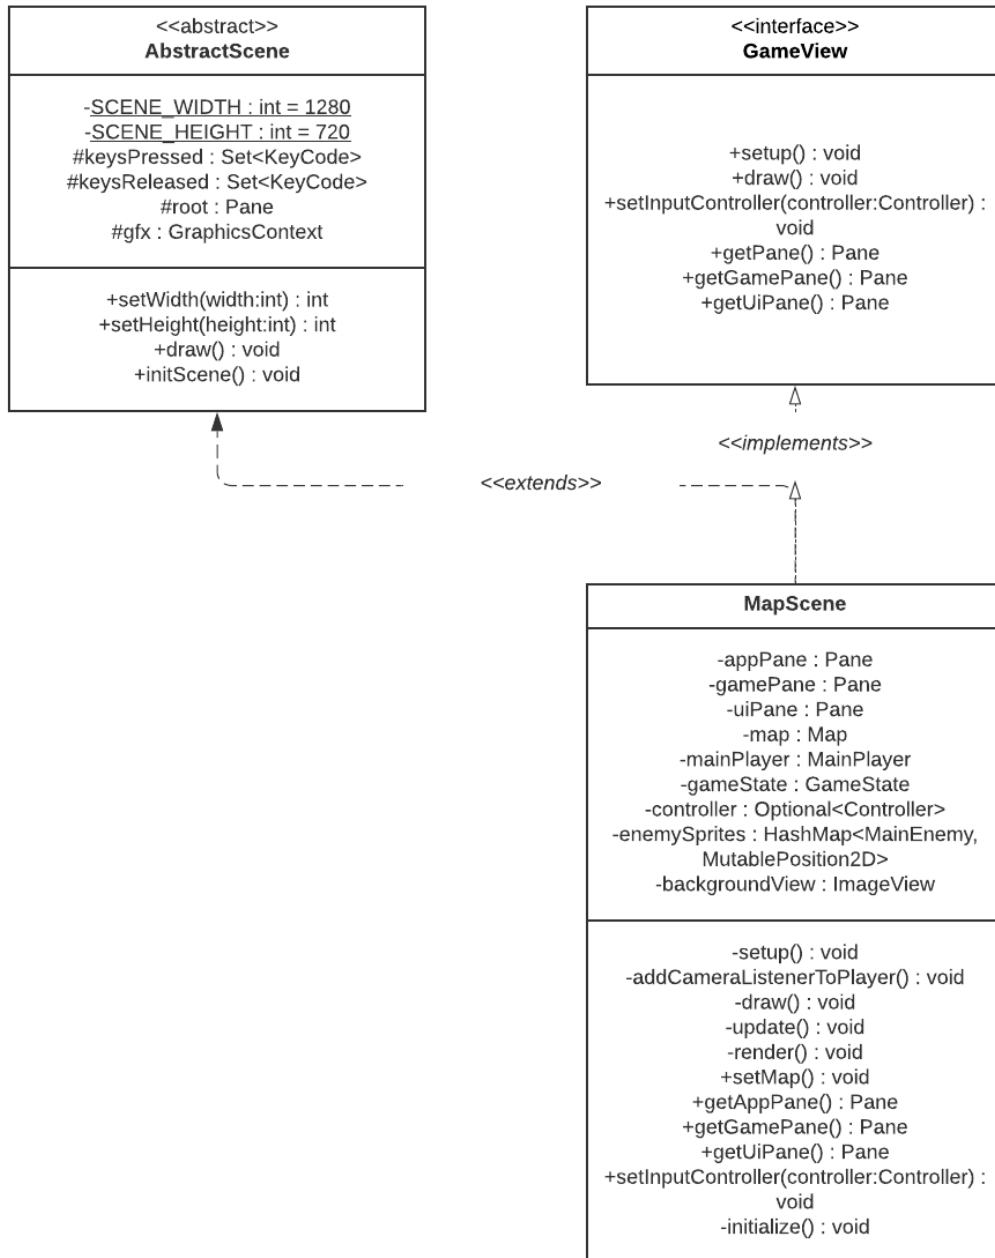 <<abstract>>
AbstractScene
-SCENE_WIDTH : int = 1280
-SCENE_HEIGHT : int = 720
#keysPressed : Set<KeyCode>
#keysReleased : Set<KeyCode>
#root : Pane
#gfx : GraphicsContext
+setWidth(width:int) : int
+setHeight(height:int) : int
+draw() : void
+initScene() : void
<<interface>>
GameView
+setup() : void
+draw() : void
+setInputController(controller:Controller) :
void
+getPane() : Pane
+getGamePane() : Pane
+getUiPane() : Pane
<<implements>>
<<extends>>
MapScene
-appPane : Pane
-gamePane : Pane
-uiPane : Pane
-map : Map
-mainPlayer : MainPlayer
-gameState : GameState
-controller : Optional<Controller>
-enemySprites : HashMap<MainEnemy,
MutablePosition2D>
-backgroundView : ImageView
-setup() : void
-addCameraListenerToPlayer() : void
-draw() : void
-update() : void
-render() : void
+setMap() : void
+getAppPane() : Pane
+getGamePane() : Pane
+getUiPane() : Pane
+setInputController(controller:Controller) :
void
-initialize() : void